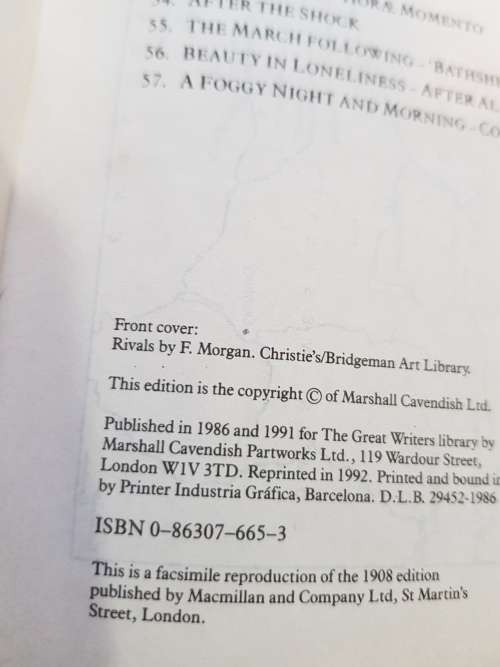 AFTER THE SHOCK
55. THE MARCH FOLLOWING – 'BATHSHE
56. BEAUTY IN LONELINESS – AFTER AL
57. A FOGGY NIGHT AND MORNING – CO
Front cover:
Rivals by F. Morgan. Christie's/Bridgeman Art Library.
This edition is the copyright © of Marshall Cavendish Ltd.
Published in 1986 and 1991 for The Great Writers library by
Marshall Cavendish Partworks Ltd., 119 Wardour Street,
London W1V 3TD. Reprinted in 1992. Printed and bound in
by Printer Industria Gráfica, Barcelona. D.L.B. 29452-1986
ISBN 0–86307–665–3
This is a facsimile reproduction of the 1908 edition
published by Macmillan and Company Ltd, St Martin's
Street, London.